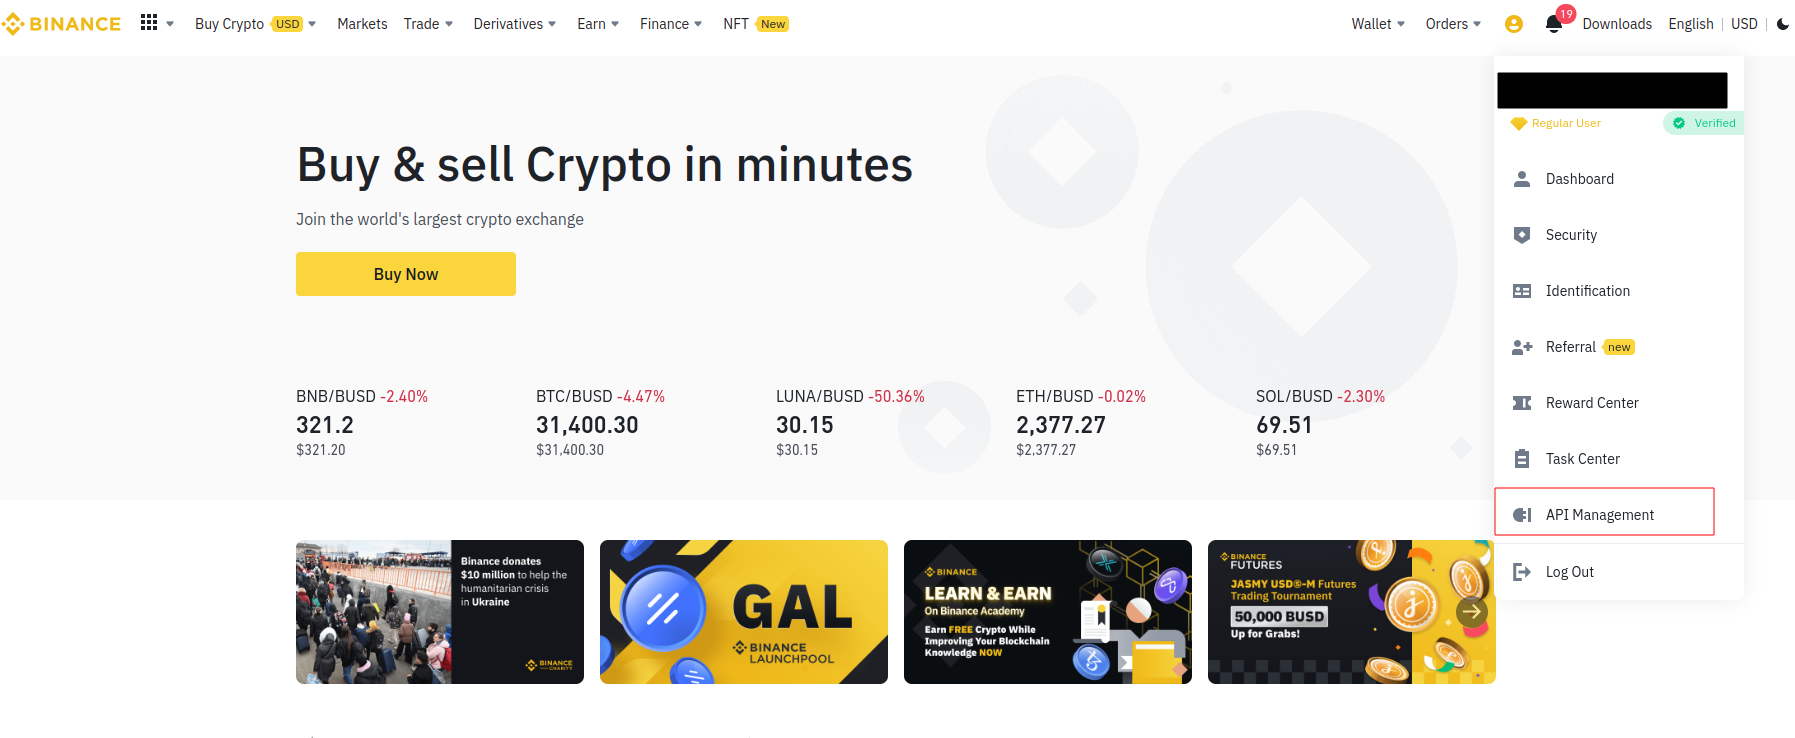 BINANCE
Buy Crypto USD
Markets
Trade
Derivatives
Earn
Finance
NFT New
Wallet
Orders
19
Downloads
English
USD
Regular User
Verified
Dashboard
Security
Identification
Referral new
Reward Center
Task Center
API Management
Log Out
Buy & sell Crypto in minutes
Join the world's largest crypto exchange
Buy Now
BNB/BUSD -2.40%
321.2
$321.20
BTC/BUSD -4.47%
31,400.30
$31,400.30
LUNA/BUSD -50.36%
30.15
$30.15
ETH/BUSD -0.02%
2,377.27
$2,377.27
SOL/BUSD -2.30%
69.51
$69.51
Binance donates
$10 million to help the
humanitarian crisis
in Ukraine
BINANCE
CHARITY
GAL
BINANCE
LAUNCHPOOL
BINANCE
LEARN & EARN
On Binance Academy
Earn FREE Crypto While
Improving Your Blockchain
Knowledge NOW
BINANCE
FUTURES
JASMY USD®-M Futures
Trading Tournament
50,000 BUSD
Up for Grabs!